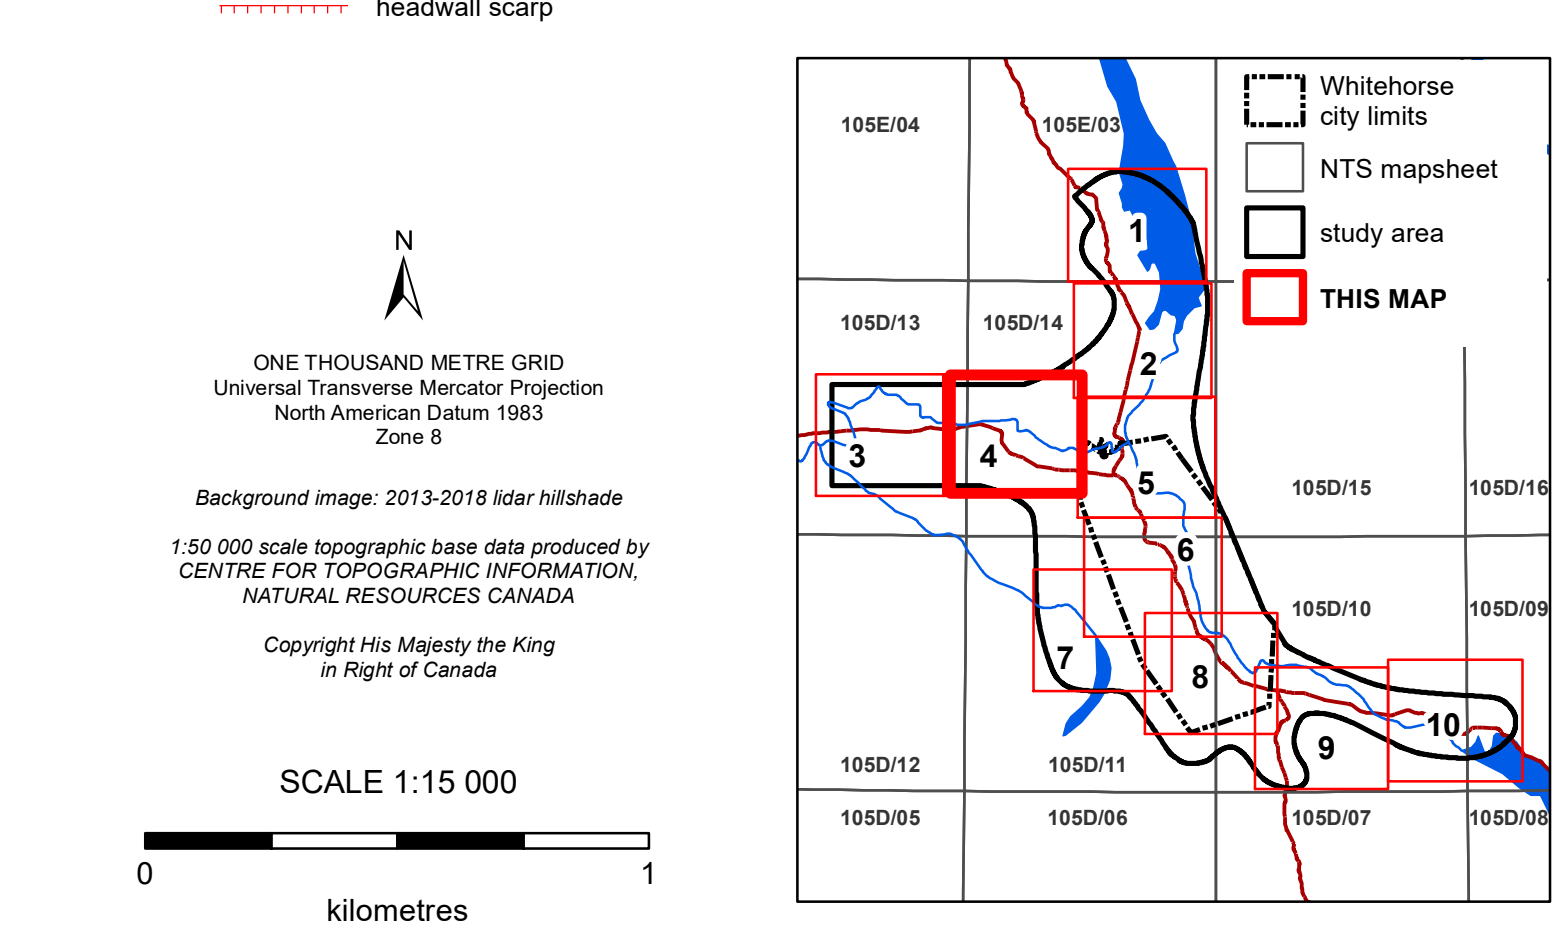 headwall scarp
N
ONE THOUSAND METRE GRID
Universal Transverse Mercator Projection
North American Datum 1983
Zone 8
Background image: 2013-2018 lidar hillshade
1:50 000 scale topographic base data produced by
CENTRE FOR TOPOGRAPHIC INFORMATION,
NATURAL RESOURCES CANADA
Copyright His Majesty the King
in Right of Canada
SCALE 1:15 000
0 1
kilometres
Whitehorse
city limits
NTS mapsheet
study area
THIS MAP
105E/04 105E/03
1
105D/13 105D/14
2
3 4
5
105D/15 105D/16
6
105D/10 105D/09
7
8
10
9
105D/12 105D/11
105D/05 105D/06 105D/07 105D/08